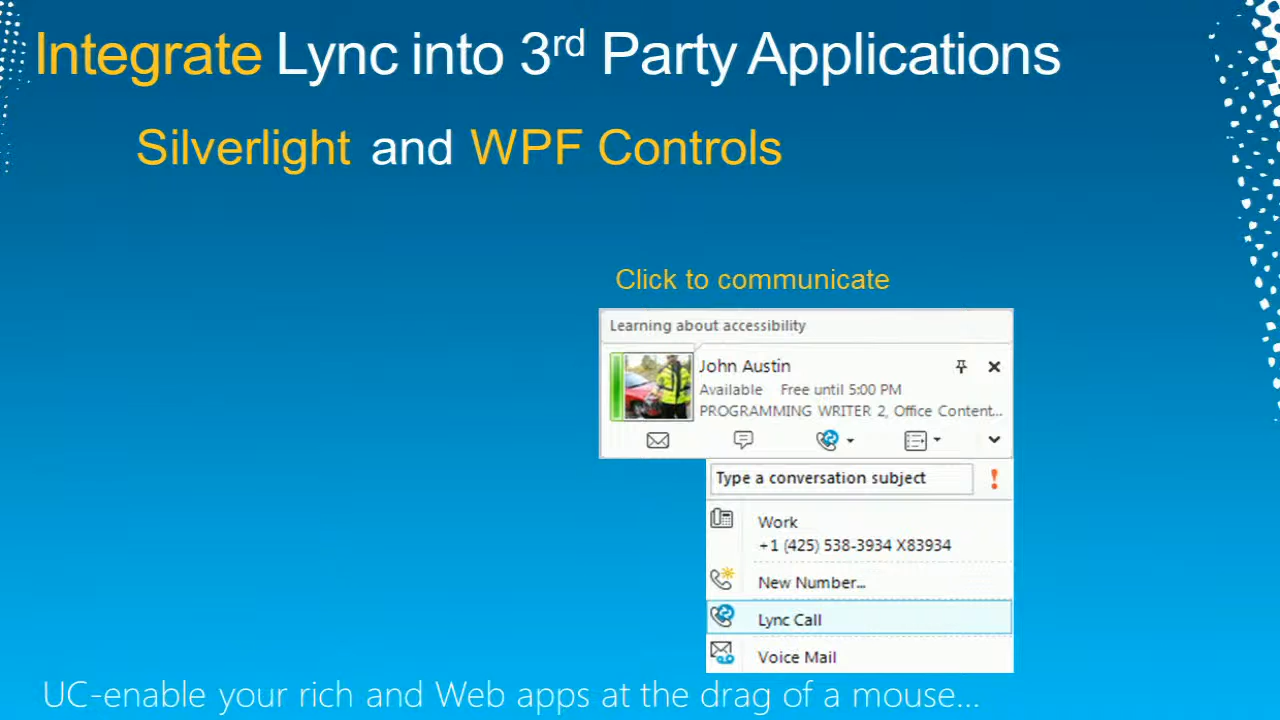 Integrate Lync into 3rd Party Applications
Silverlight and WPF Controls
Click to communicate
Learning about accessibility
John Austin
Available Free until 5:00 PM
PROGRAMMING WRITER 2, Office Content...
Type a conversation subject
Work
+1 (425) 538-3934 X83934
New Number...
Lync Call
Voice Mail
UC-enable your rich and Web apps at the drag of a mouse...